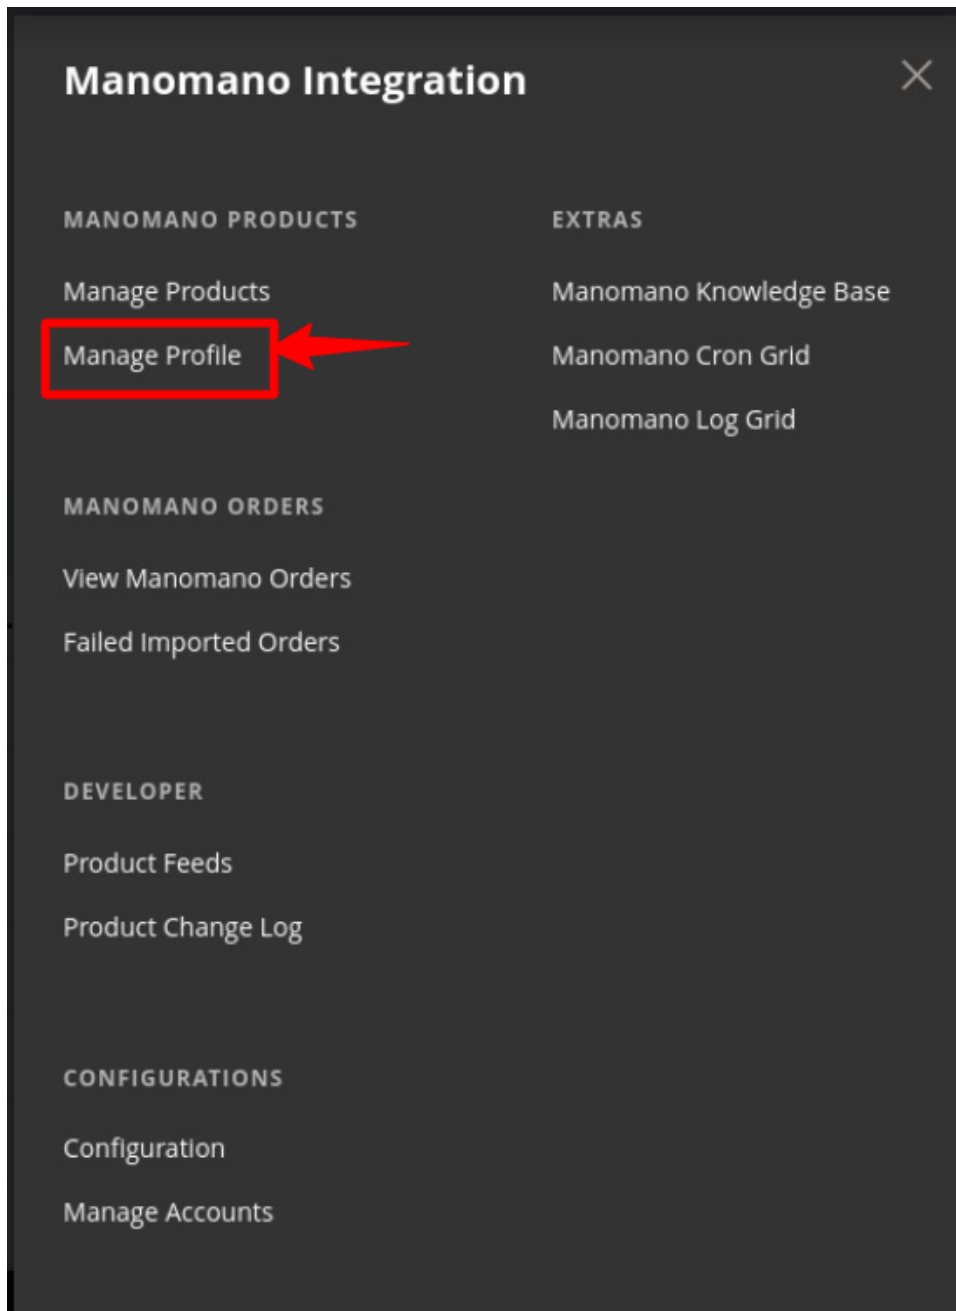 Manomano Integration
MANOMANO PRODUCTS
Manage Products
Manage Profile
EXTRAS
Manomano Knowledge Base
Manomano Cron Grid
Manomano Log Grid
MANOMANO ORDERS
View Manomano Orders
Failed Imported Orders
DEVELOPER
Product Feeds
Product Change Log
CONFIGURATIONS
Configuration
Manage Accounts